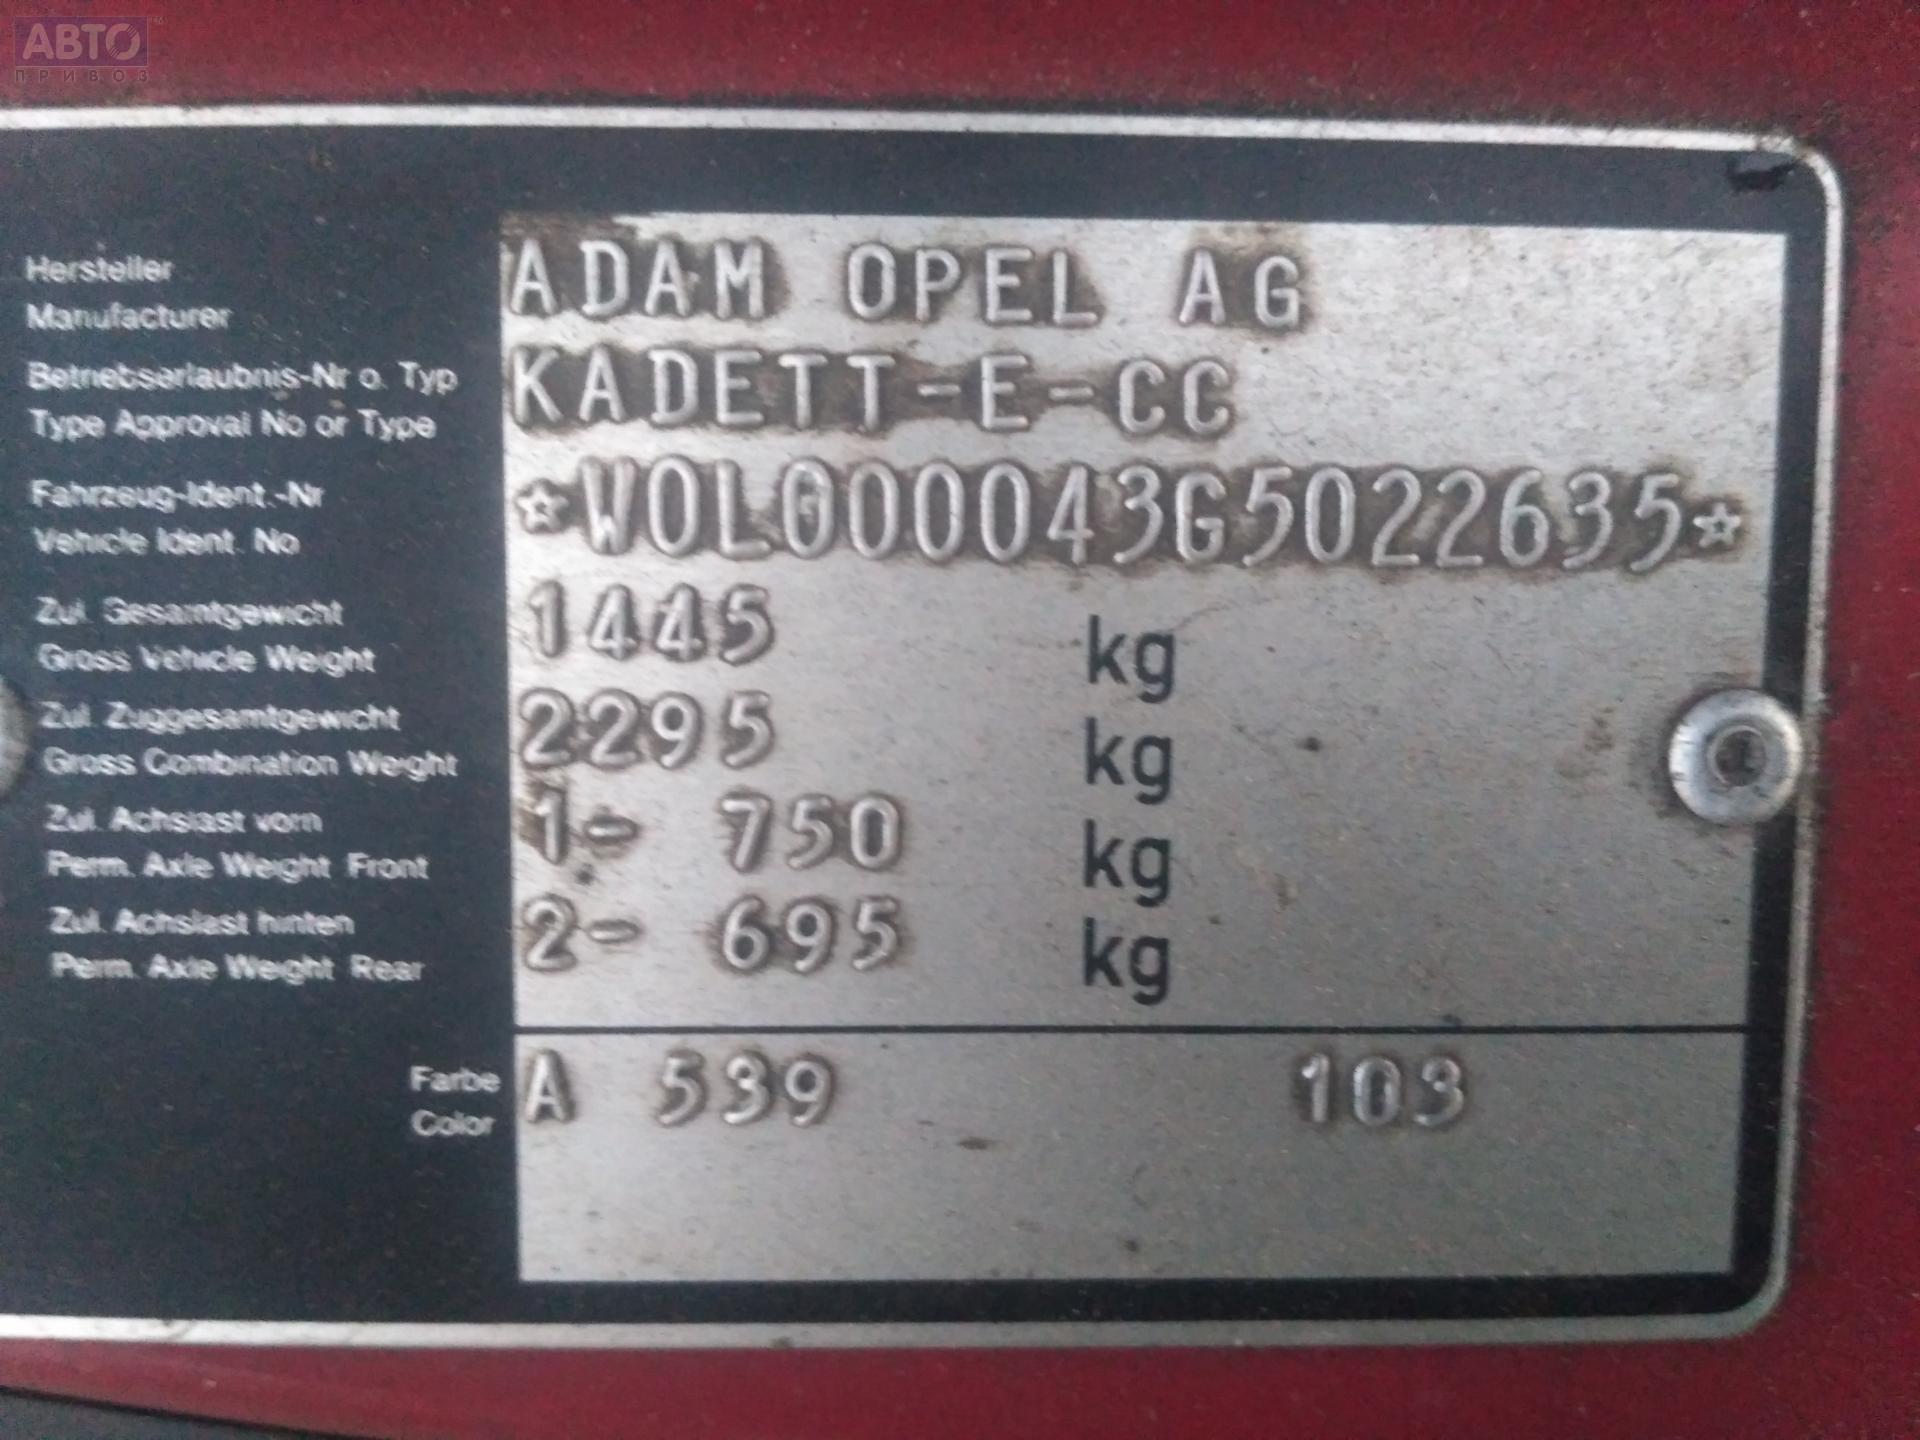 АВТО
ПРИВОЗ
Hersteller
Manufacturer
ADAM OPEL AG
Betriebserlaubnis-Nr o. Typ
Type Approval No or Type
KADETT-E-CC
Fahrzeug-Ident.-Nr
Vehicle Ident. No
☆W0L000043G5022635☆
Zul. Gesamtgewicht
Gross Vehicle Weight
1445 kg
Zul. Zuggesamtgewicht
Gross Combination Weight
2295 kg
Zul. Achslast vorn
Perm. Axle Weight Front
1- 750 kg
Zul. Achslast hinten
Perm. Axle Weight Rear
2- 695 kg
Farbe
Color
A 539 103